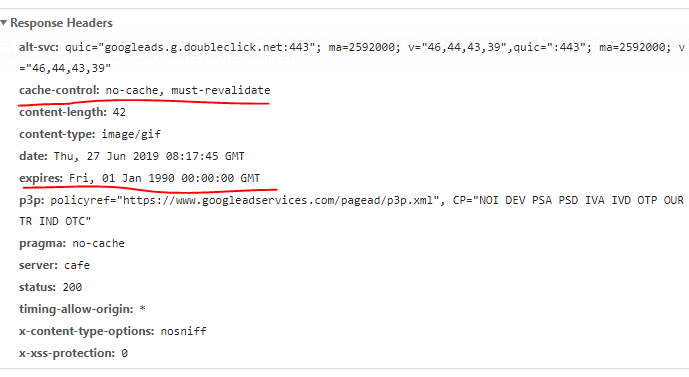 Response Headers
alt-svc: quic="googleads.g.doubleclick.net:443"; ma=2592000; v="46,44,43,39",quic=":443"; ma=2592000; v
="46,44,43,39"
cache-control: no-cache, must-revalidate
content-length: 42
content-type: image/gif
date: Thu, 27 Jun 2019 08:17:45 GMT
expires: Fri, 01 Jan 1990 00:00:00 GMT
p3p: policyref="https://www.googleadservices.com/pagead/p3p.xml", CP="NOI DEV PSA PSD IVA IVD OTP OUR
TR IND OTC"
pragma: no-cache
server: cafe
status: 200
timing-allow-origin: *
x-content-type-options: nosniff
x-xss-protection: 0